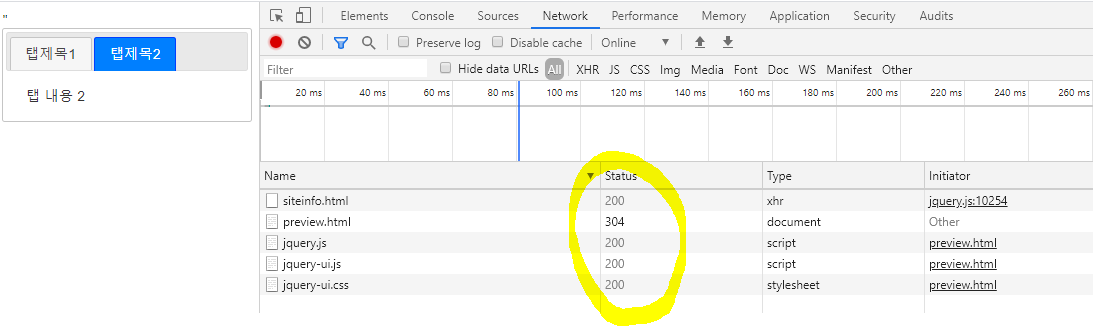 "
탭제목1 탭제목2
탭 내용 2
Elements Console Sources Network Performance Memory Application Security Audits
Preserve log Disable cache Online
Filter Hide data URLs All XHR JS CSS Img Media Font Doc WS Manifest Other
20 ms 40 ms 60 ms 80 ms 100 ms 120 ms 140 ms 160 ms 180 ms 200 ms 220 ms 240 ms 260 ms
Name Status Type Initiator
siteinfo.html 200 xhr jquery.js:10254
preview.html 304 document Other
jquery.js 200 script preview.html
jquery-ui.js 200 script preview.html
jquery-ui.css 200 stylesheet preview.html